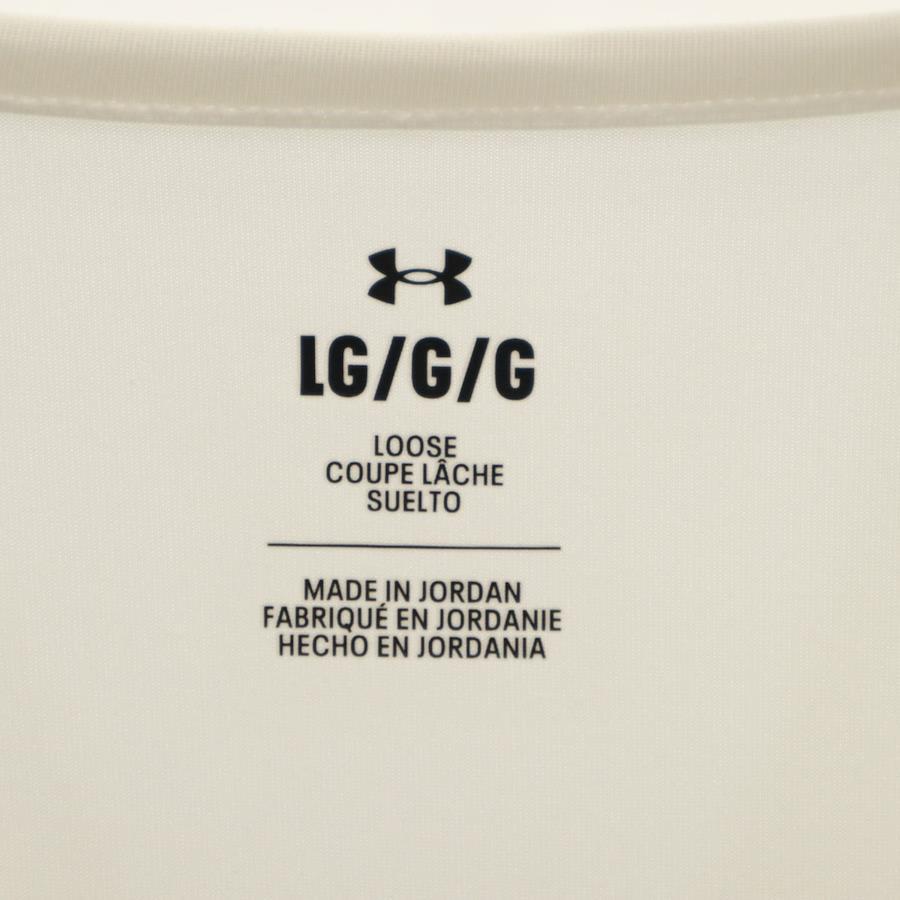 LG/G/G
LOOSE
COUPE LÂCHE
SUELTO
MADE IN JORDAN
FABRIQUÉ EN JORDANIE
HECHO EN JORDANIA